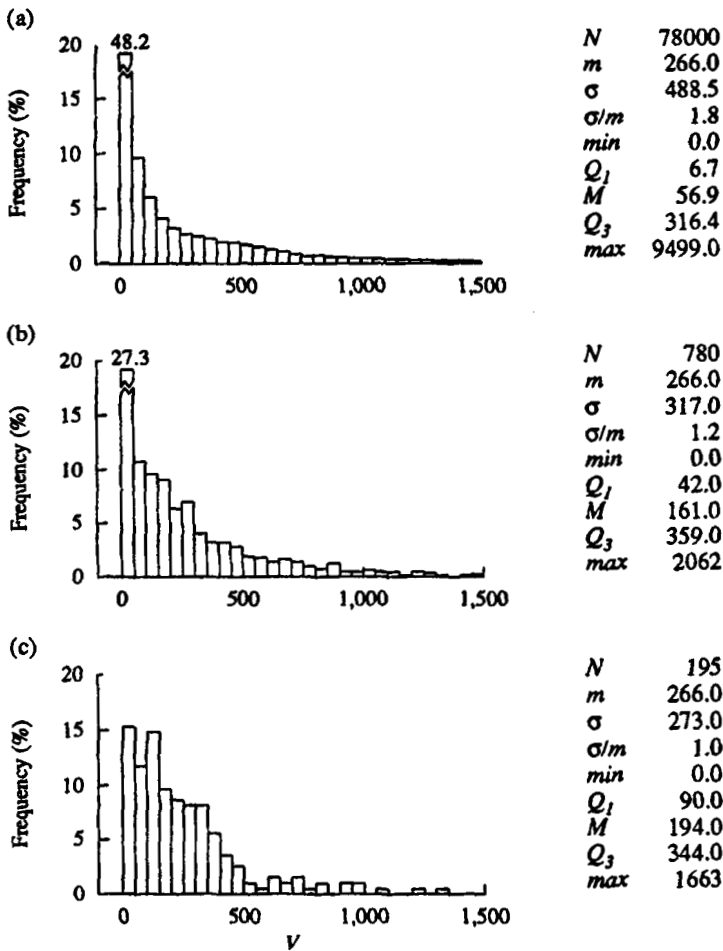 (a)
48.2
20
15
10
5
0
Frequency (%)
0 500 1,000 1,500
N 78000
m 266.0
σ 488.5
σ/m 1.8
min 0.0
Q1 6.7
M 56.9
Q3 316.4
max 9499.0
(b)
27.3
20
15
10
5
0
Frequency (%)
0 500 1,000 1,500
N 780
m 266.0
σ 317.0
σ/m 1.2
min 0.0
Q1 42.0
M 161.0
Q3 359.0
max 2062
(c)
20
15
10
5
0
Frequency (%)
0 500 1,000 1,500
V
N 195
m 266.0
σ 273.0
σ/m 1.0
min 0.0
Q1 90.0
M 194.0
Q3 344.0
max 1663